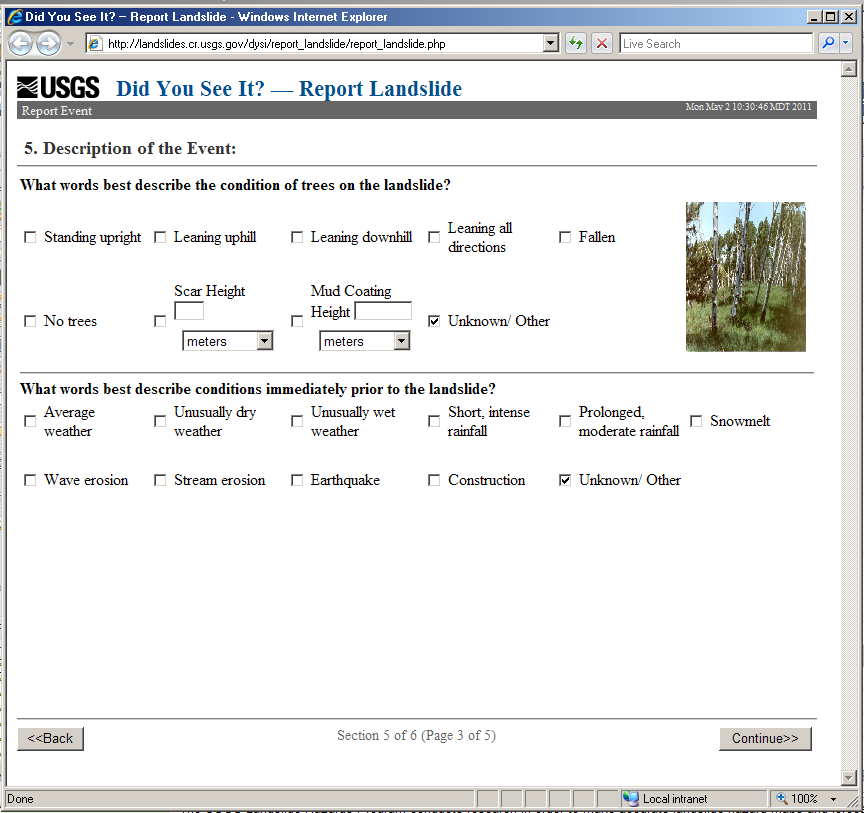 Did You See It? – Report Landslide - Windows Internet Explorer
http://landslides.cr.usgs.gov/dysi/report_landslide/report_landslide.php
Live Search
USGS Did You See It? — Report Landslide
Report Event
Mon May 2 10:30:46 MDT 2011
5. Description of the Event:
What words best describe the condition of trees on the landslide?
Standing upright
Leaning uphill
Leaning downhill
Leaning all
directions
Fallen
No trees
Scar Height
meters
Mud Coating
Height
meters
Unknown/ Other
What words best describe conditions immediately prior to the landslide?
Average
weather
Unusually dry
weather
Unusually wet
weather
Short, intense
rainfall
Prolonged,
moderate rainfall
Snowmelt
Wave erosion
Stream erosion
Earthquake
Construction
Unknown/ Other
<<Back
Section 5 of 6 (Page 3 of 5)
Continue>>
Done
Local intranet
100%